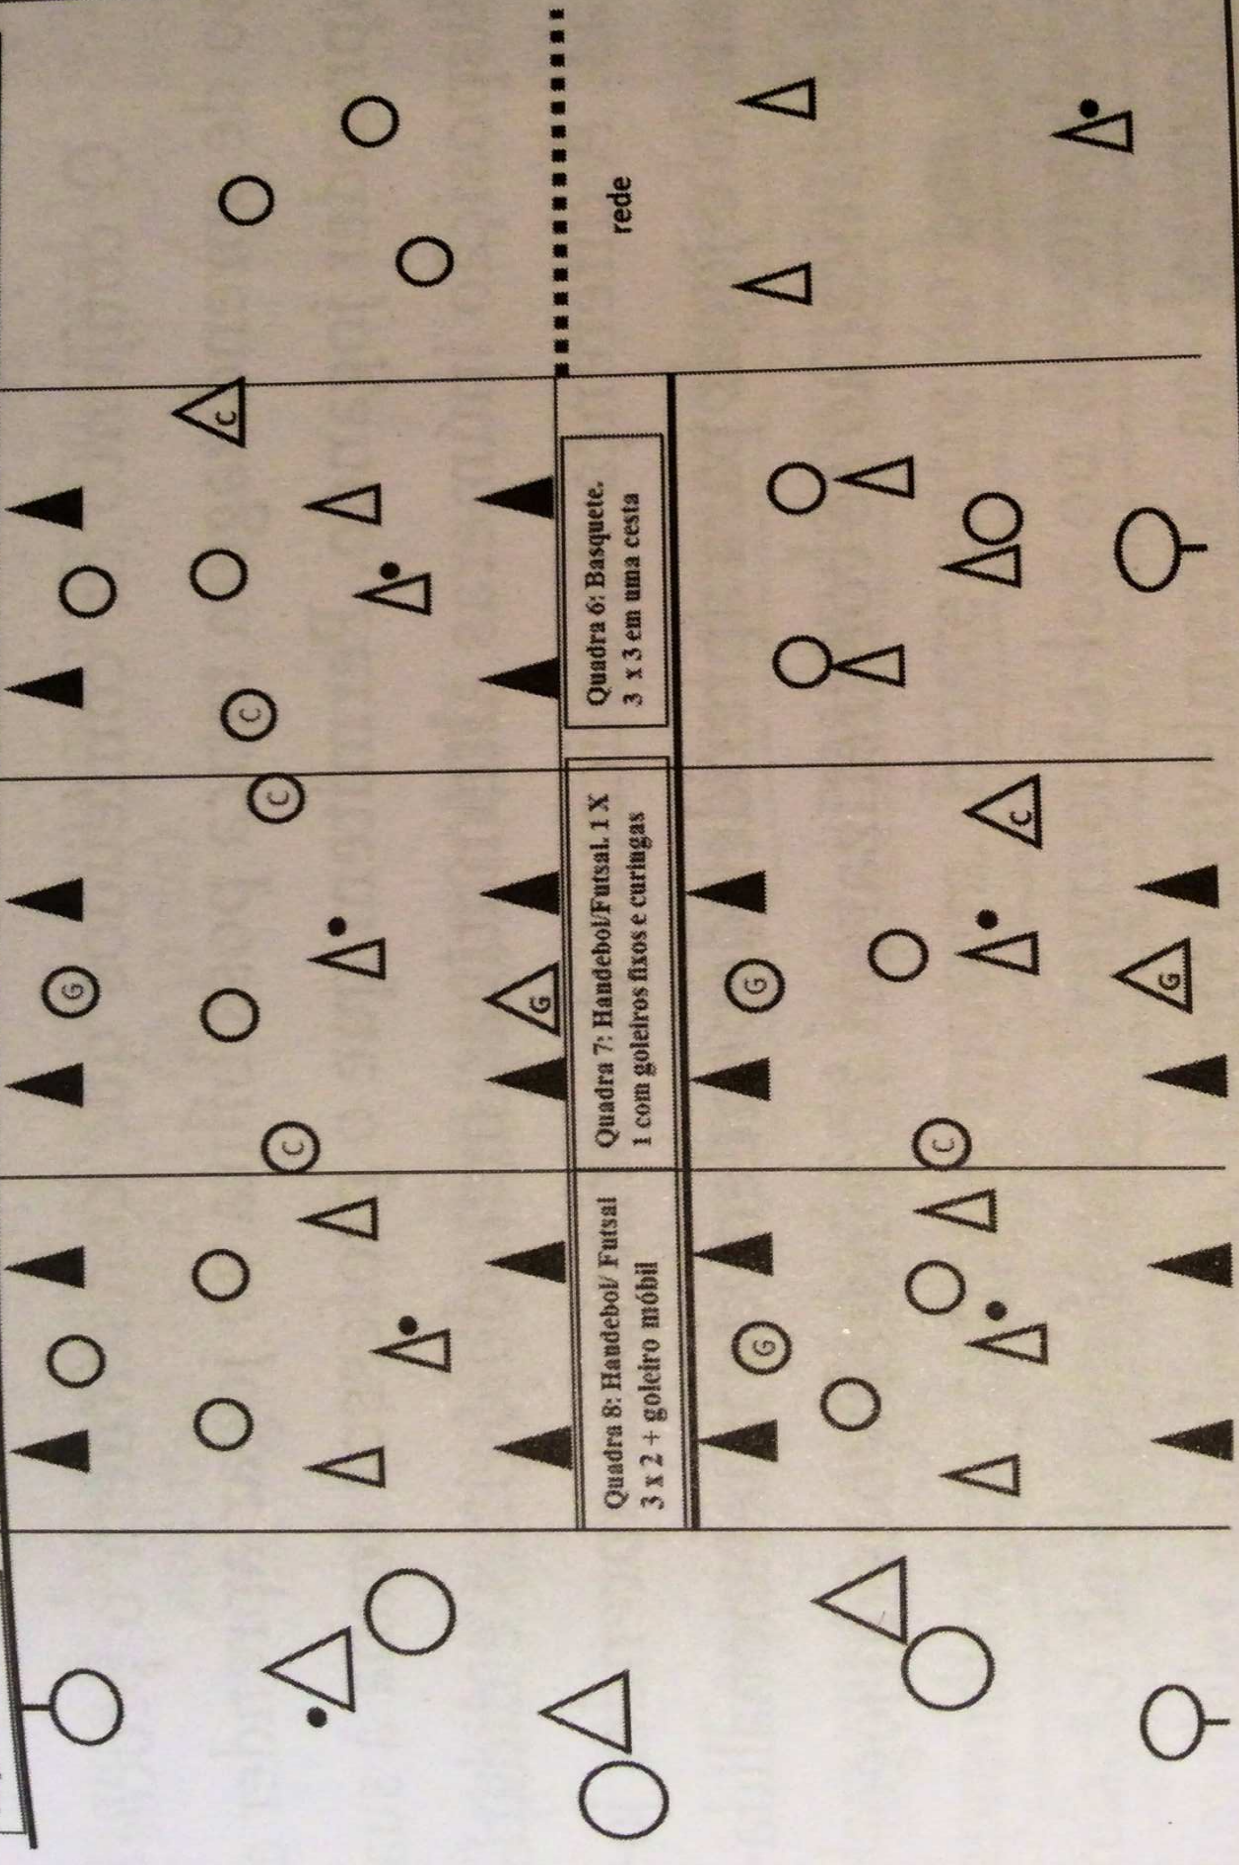 rede
Quadra 6: Basquete.
3 x 3 em uma cesta
C
C
Quadra 7: Handebol/Futsal. 1 X
1 com goleiros fixos e curingas
C
G
C
G
G
C
G
C
Quadra 8: Handebol/ Futsal
3 x 2 + goleiro móbil
G